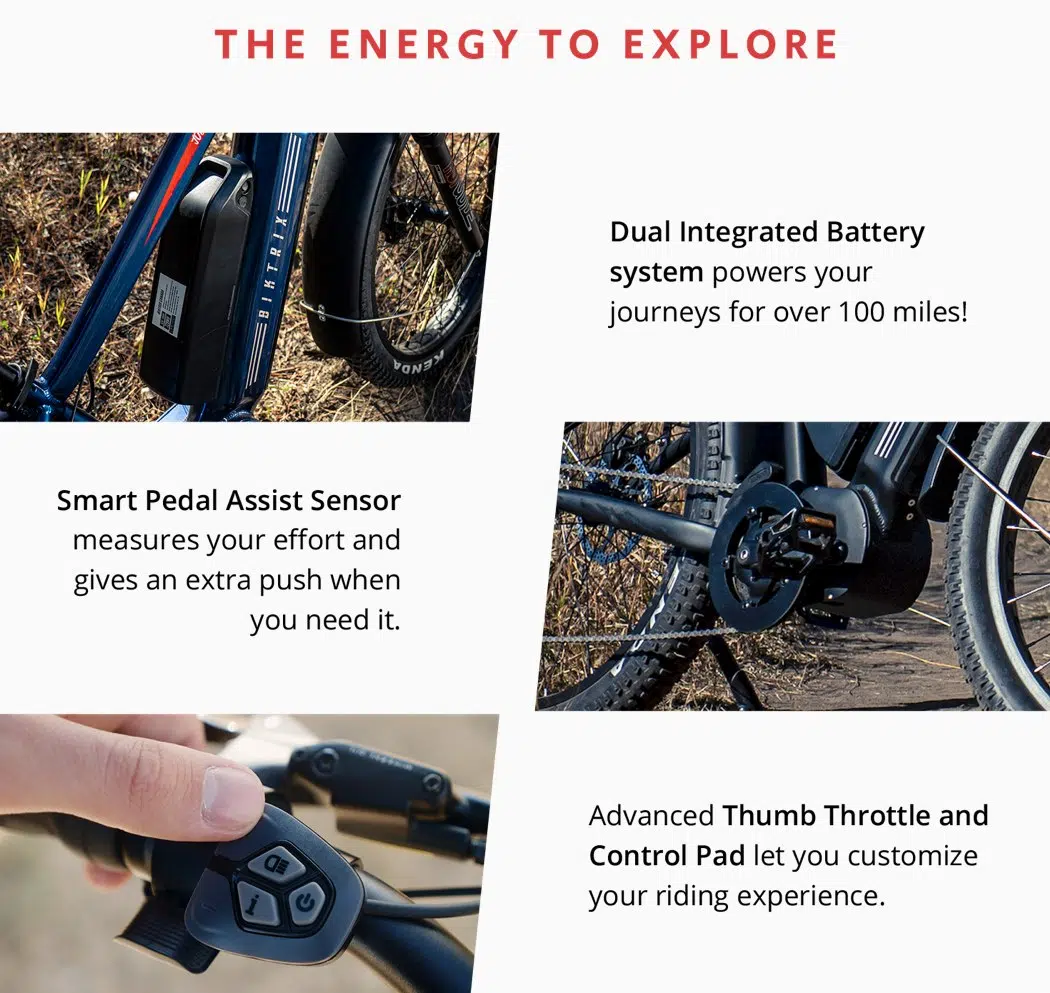 THE ENERGY TO EXPLORE
BIKTRIX
KENDA
Dual Integrated Battery
system powers your
journeys for over 100 miles!
Smart Pedal Assist Sensor
measures your effort and
gives an extra push when
you need it.
i
Advanced Thumb Throttle and
Control Pad let you customize
your riding experience.